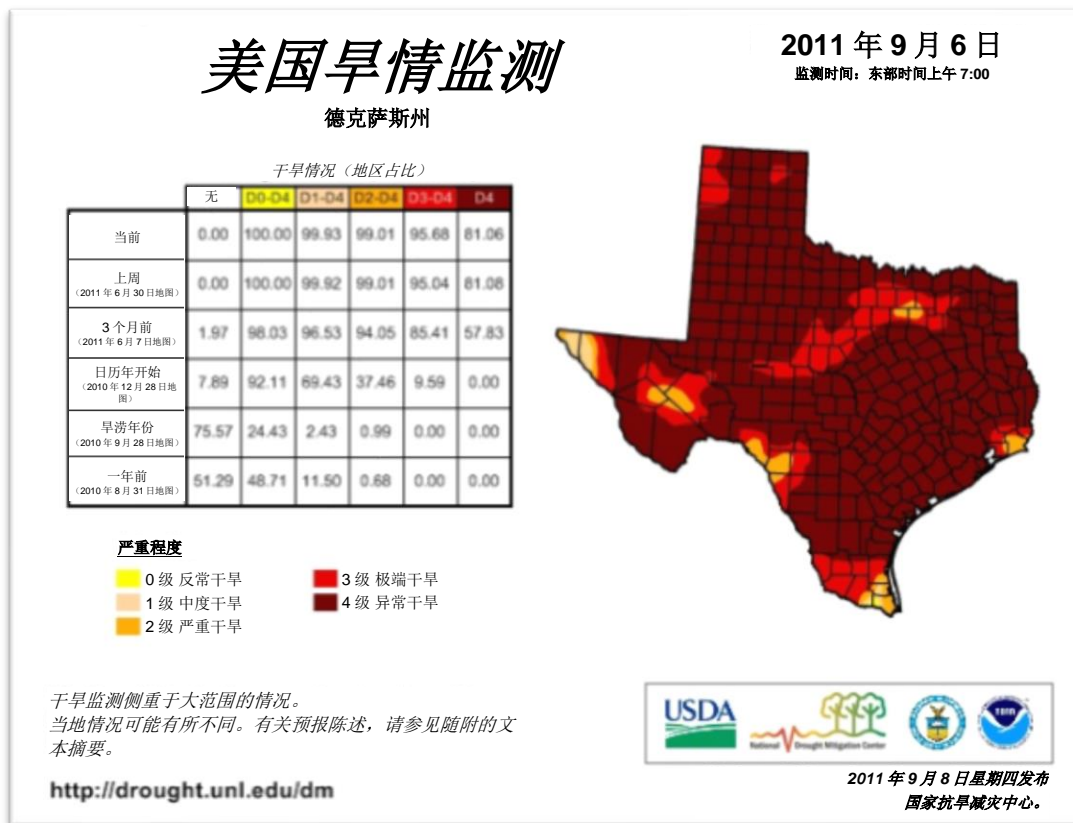 美国旱情监测
德克萨斯州
2011 年 9 月 6 日
监测时间：东部时间上午 7:00
干旱情况（地区占比）
无 D0-D4 D1-D4 D2-D4 D3-D4 D4
当前 0.00 100.00 99.93 99.01 95.68 81.06
上周
（2011 年 6 月 30 日地图） 0.00 100.00 99.92 99.01 95.04 81.08
3 个月前
（2011 年 6 月 7 日地图） 1.97 98.03 96.53 94.05 85.41 57.83
日历年开始
（2010 年 12 月 28 日地
图） 7.89 92.11 69.43 37.46 9.59 0.00
旱涝年份
（2010 年 9 月 28 日地图） 75.57 24.43 2.43 0.99 0.00 0.00
一年前
（2010 年 8 月 31 日地图） 51.29 48.71 11.50 0.68 0.00 0.00
严重程度
0 级 反常干旱
1 级 中度干旱
2 级 严重干旱
3 级 极端干旱
4 级 异常干旱
干旱监测侧重于大范围的情况。
当地情况可能有所不同。有关预报陈述，请参见随附的文
本摘要。
http://drought.unl.edu/dm
USDA
National Drought Mitigation Center
2011 年 9 月 8 日星期四发布
国家抗旱减灾中心。